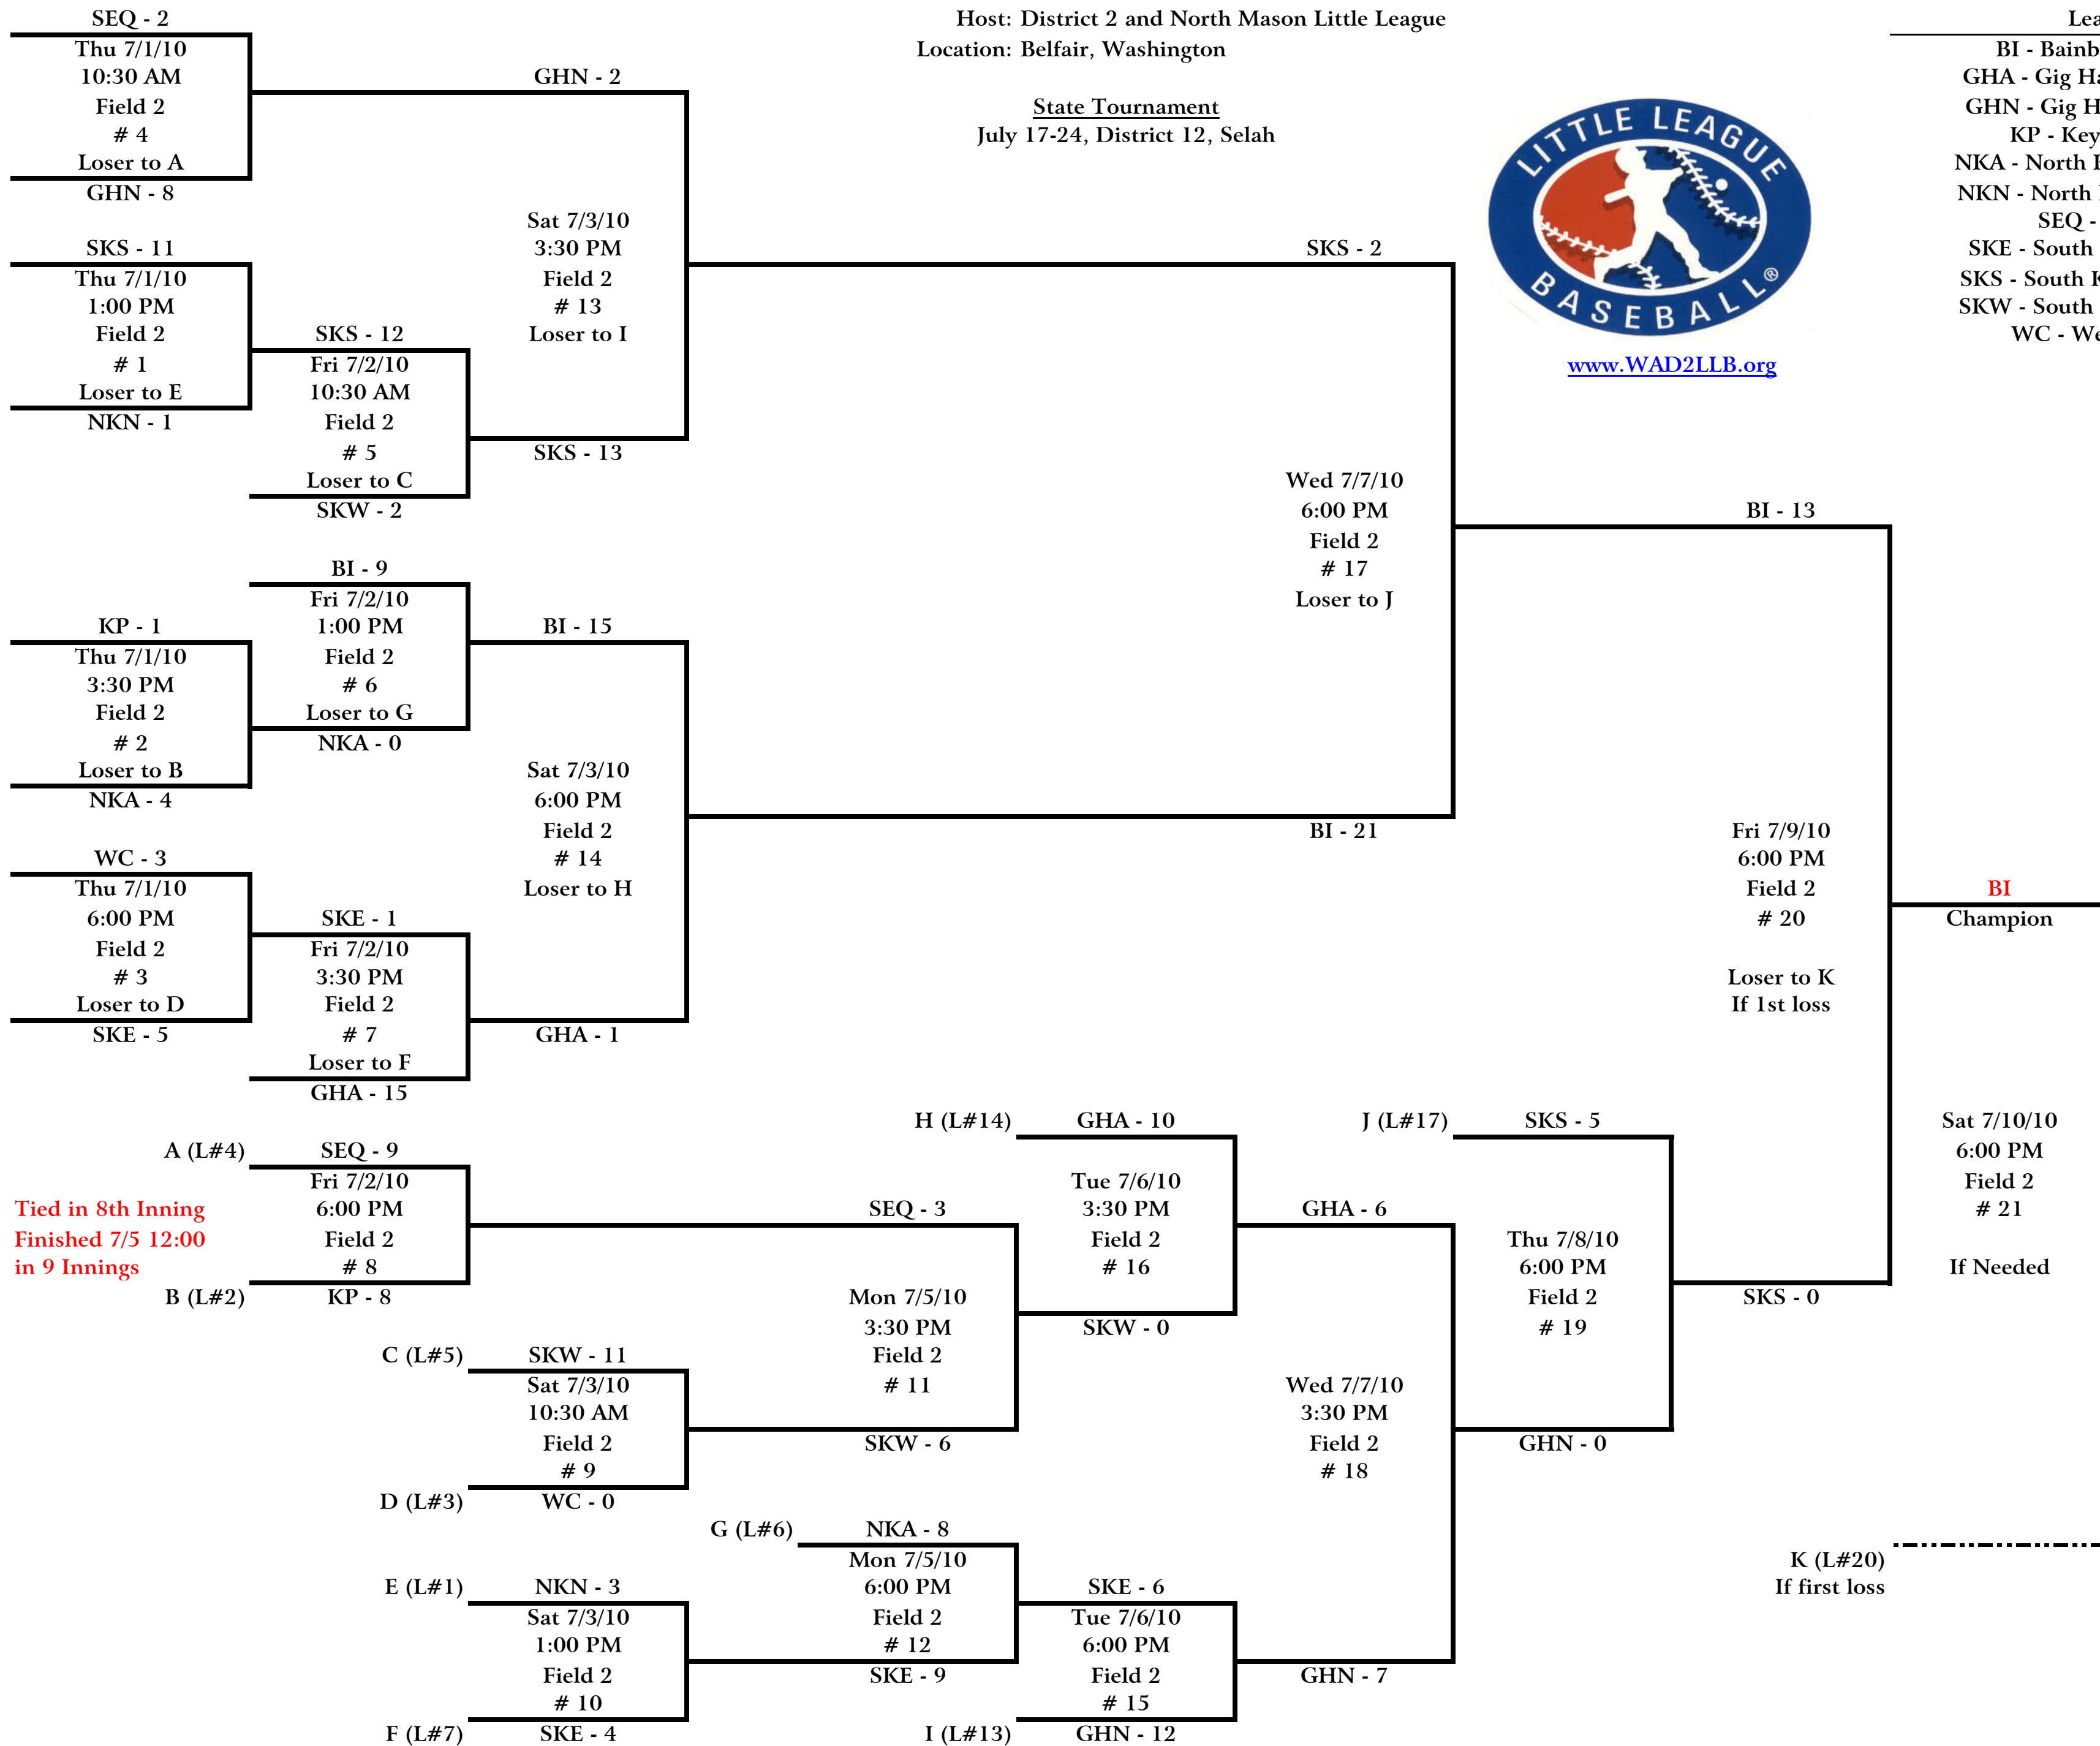 SEQ - 2
Thu 7/1/10
10:30 AM
Field 2
# 4
Loser to A
GHN - 8
SKS - 11
Thu 7/1/10
1:00 PM
Field 2
# 1
Loser to E
NKN - 1
SKS - 12
Fri 7/2/10
10:30 AM
Field 2
# 5
Loser to C
SKW - 2
GHN - 2
Sat 7/3/10
3:30 PM
Field 2
# 13
Loser to I
SKS - 13
Host: District 2 and North Mason Little League
Location: Belfair, Washington
State Tournament
July 17-24, District 12, Selah
LITTLE LEAGUE
BASEBALL®
www.WAD2LLB.org
BI - 
GHA - Gig
GHN - Gig
KP - Key
NKA - North
NKN - North
SEQ -
SKE - South
SKS - South
SKW - South
WC -
KP - 1
Thu 7/1/10
3:30 PM
Field 2
# 2
Loser to B
NKA - 4
BI - 9
Fri 7/2/10
1:00 PM
Field 2
# 6
Loser to G
NKA - 0
WC - 3
Thu 7/1/10
6:00 PM
Field 2
# 3
Loser to D
SKE - 5
SKE - 1
Fri 7/2/10
3:30 PM
Field 2
# 7
Loser to F
GHA - 15
BI - 15
Sat 7/3/10
6:00 PM
Field 2
# 14
Loser to H
GHA - 1
SKS - 2
Wed 7/7/10
6:00 PM
Field 2
# 17
Loser to J
BI - 21
BI - 13
Fri 7/9/10
6:00 PM
Field 2
# 20
Loser to K
If 1st loss
SKS - 0
BI
Champion
A (L#4)
SEQ - 9
Fri 7/2/10
6:00 PM
Field 2
# 8
Tied in 8th Inning
Finished 7/5 12:00
in 9 Innings
B (L#2)
KP - 8
C (L#5)
SKW - 11
Sat 7/3/10
10:30 AM
Field 2
# 9
D (L#3)
WC - 0
SEQ - 3
Mon 7/5/10
3:30 PM
Field 2
# 11
SKW - 6
E (L#1)
NKN - 3
Sat 7/3/10
1:00 PM
Field 2
# 10
F (L#7)
SKE - 4
G (L#6)
NKA - 8
Mon 7/5/10
6:00 PM
Field 2
# 12
SKE - 9
H (L#14)
GHA - 10
Tue 7/6/10
3:30 PM
Field 2
# 16
SKW - 0
SKE - 6
Tue 7/6/10
6:00 PM
Field 2
# 15
I (L#13)
GHN - 12
GHA - 6
Wed 7/7/10
3:30 PM
Field 2
# 18
GHN - 7
J (L#17)
SKS - 5
Thu 7/8/10
6:00 PM
Field 2
# 19
GHN - 0
Sat 7/10/10
6:00 PM
Field 2
# 21
If Needed
K (L#20)
If first loss